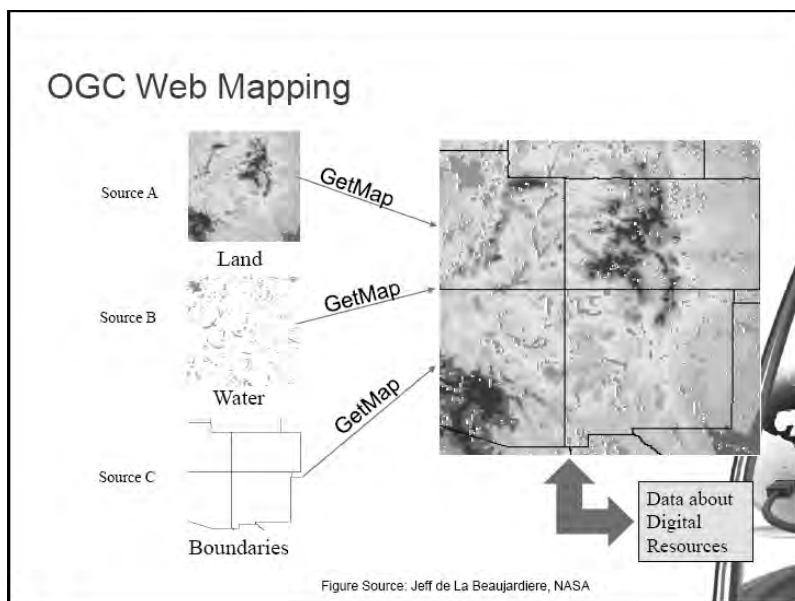 OGC Web Mapping
Source A
GetMap
Land
Source B
GetMap
Water
Source C
GetMap
Boundaries
Data about
Digital
Resources
Figure Source: Jeff de La Beaujardiere, NASA